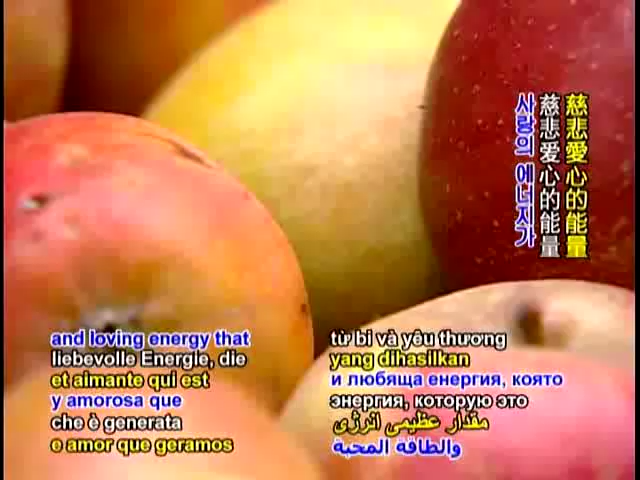 慈悲愛心的能量
慈悲爱心的能量
사랑의 에너지가
and loving energy that
liebevolle Energie, die
et aimante qui est
y amorosa que
che è generata
e amor que geramos
từ bi và yêu thương
yang dihasilkan
и любяща енергия, която
энергия, которую это
مقدار عظیمی انرژی
والطاقة المحبة